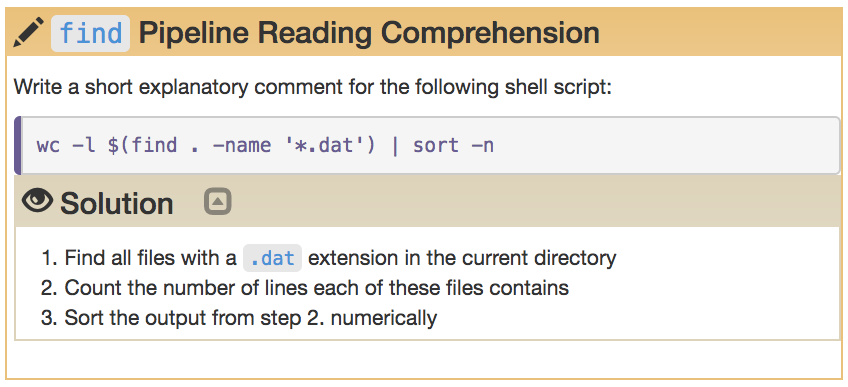 find Pipeline Reading Comprehension
Write a short explanatory comment for the following shell script:
wc -l $(find . -name '*.dat') | sort -n
Solution
1. Find all files with a .dat extension in the current directory
2. Count the number of lines each of these files contains
3. Sort the output from step 2. numerically